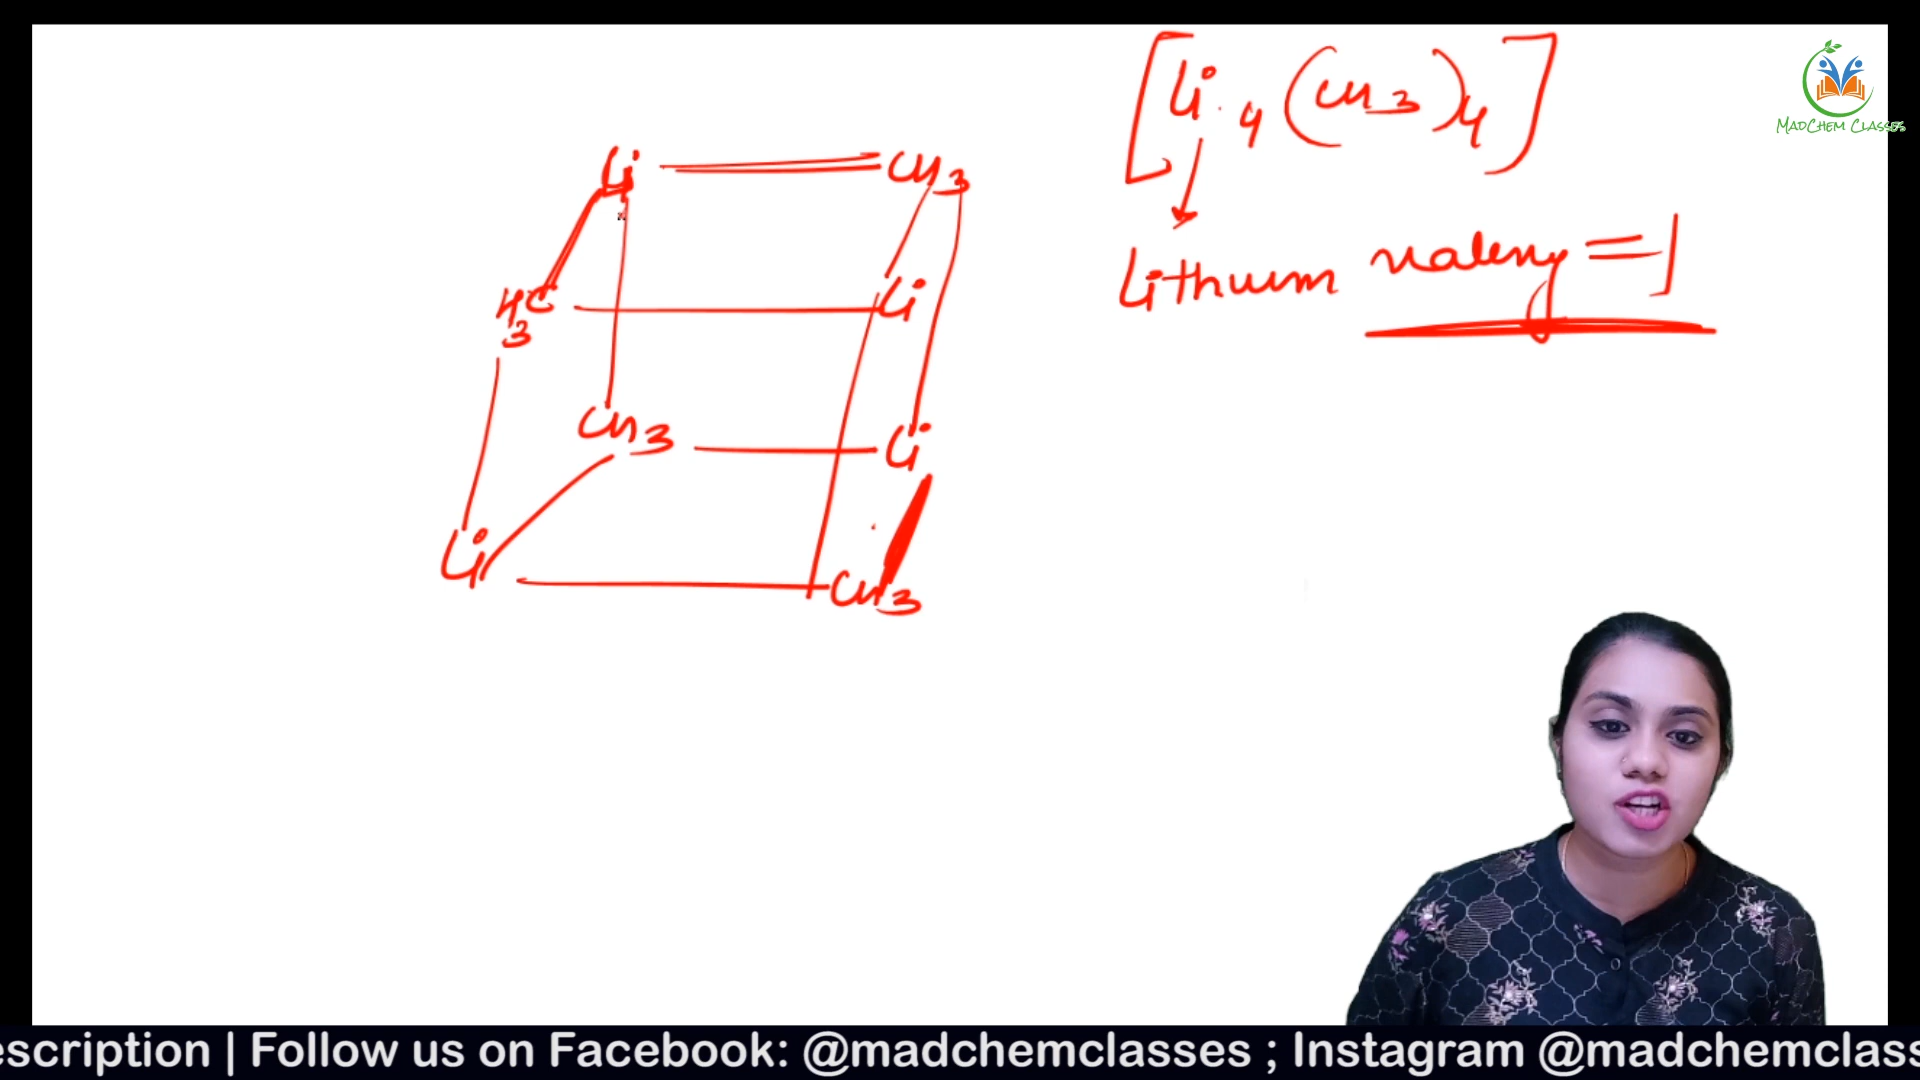 [Li4(CH3)4]
MADCHEM CLASSES
Li CH3
Lithium valency = 1
H3C Li
CH3 Li
Li CH3
escription | Follow us on Facebook: @madchemclasses ; Instagram @madchemclass